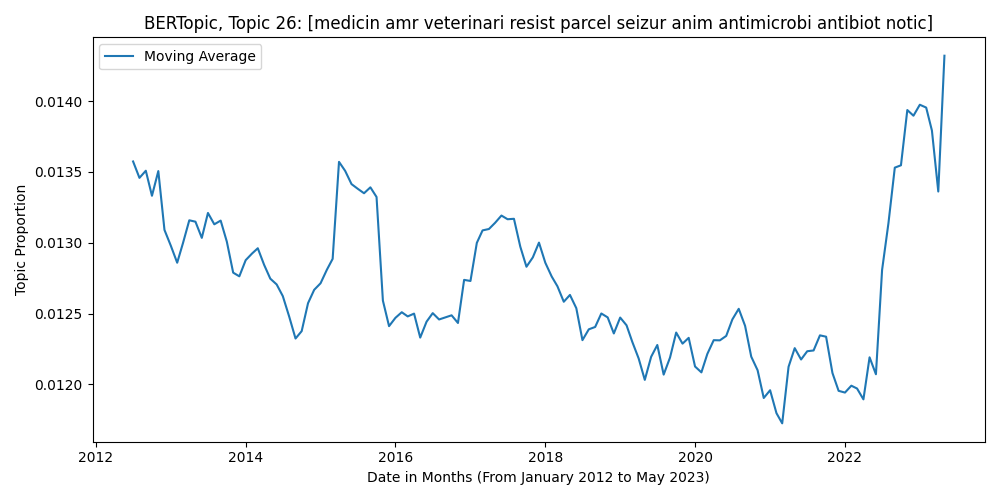 BERTopic, Topic 26: [medicin amr veterinari resist parcel seizur anim antimicrobi antibiot notic]
Moving Average
0.0140
0.0135
0.0130
0.0125
0.0120
Topic Proportion
2012 2014 2016 2018 2020 2022
Date in Months (From January 2012 to May 2023)